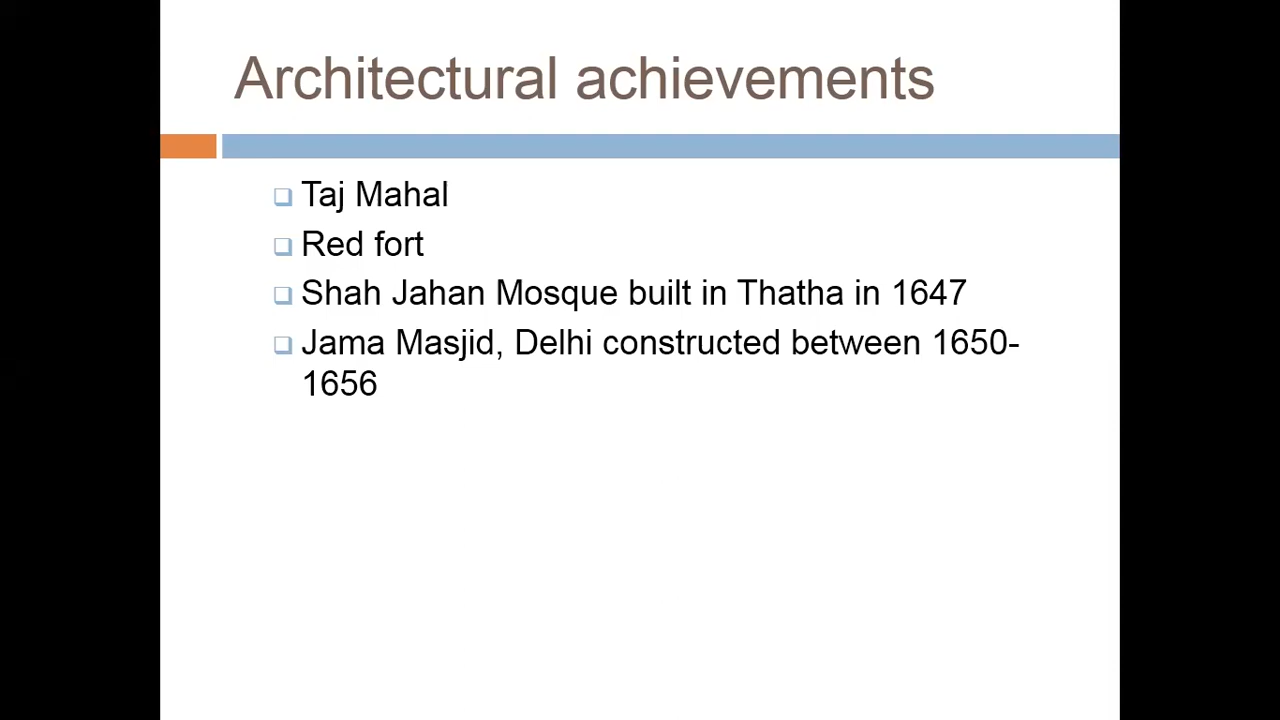 Architectural achievements
Taj Mahal
Red fort
Shah Jahan Mosque built in Thatha in 1647
Jama Masjid, Delhi constructed between 1650-
1656